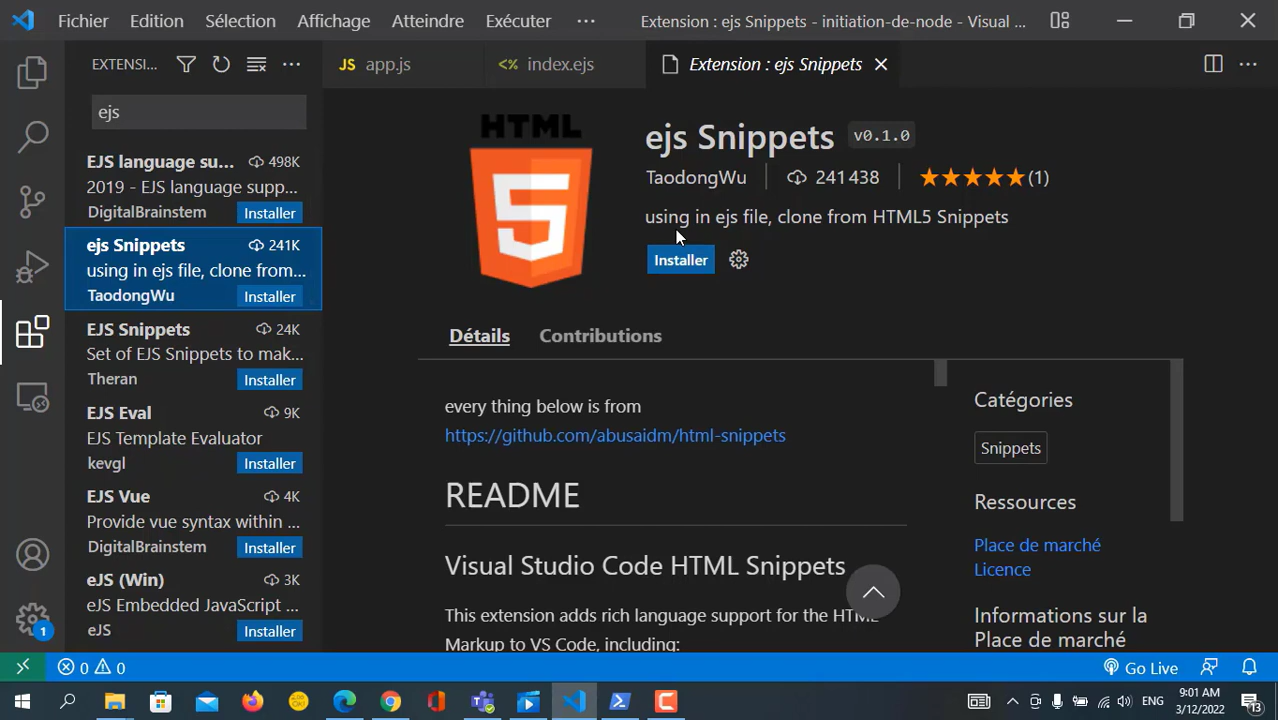 Fichier Edition Sélection Affichage Atteindre Exécuter ··· Extension : ejs Snippets - initiation-de-node - Visual ...
EXTENSI... ··· JS app.js <% index.ejs Extension : ejs Snippets ···
ejs
EJS language su... 498K
2019 - EJS language supp...
DigitalBrainstem Installer
ejs Snippets 241K
using in ejs file, clone from...
TaodongWu Installer
EJS Snippets 24K
Set of EJS Snippets to mak...
Theran Installer
EJS Eval 9K
EJS Template Evaluator
kevgl Installer
EJS Vue 4K
Provide vue syntax within ...
DigitalBrainstem Installer
eJS (Win) 3K
eJS Embedded JavaScript ...
eJS Installer
1
HTML
5
ejs Snippets v0.1.0
TaodongWu 241 438 (1)
using in ejs file, clone from HTML5 Snippets
Installer
Détails Contributions
every thing below is from
https://github.com/abusaidm/html-snippets
README
Visual Studio Code HTML Snippets
This extension adds rich language support for the HTML
Markup to VS Code, including:
Catégories
Snippets
Ressources
Place de marché
Licence
Informations sur la
Place de marché
0 0 Go Live
ENG 9:01 AM
3/12/2022 13